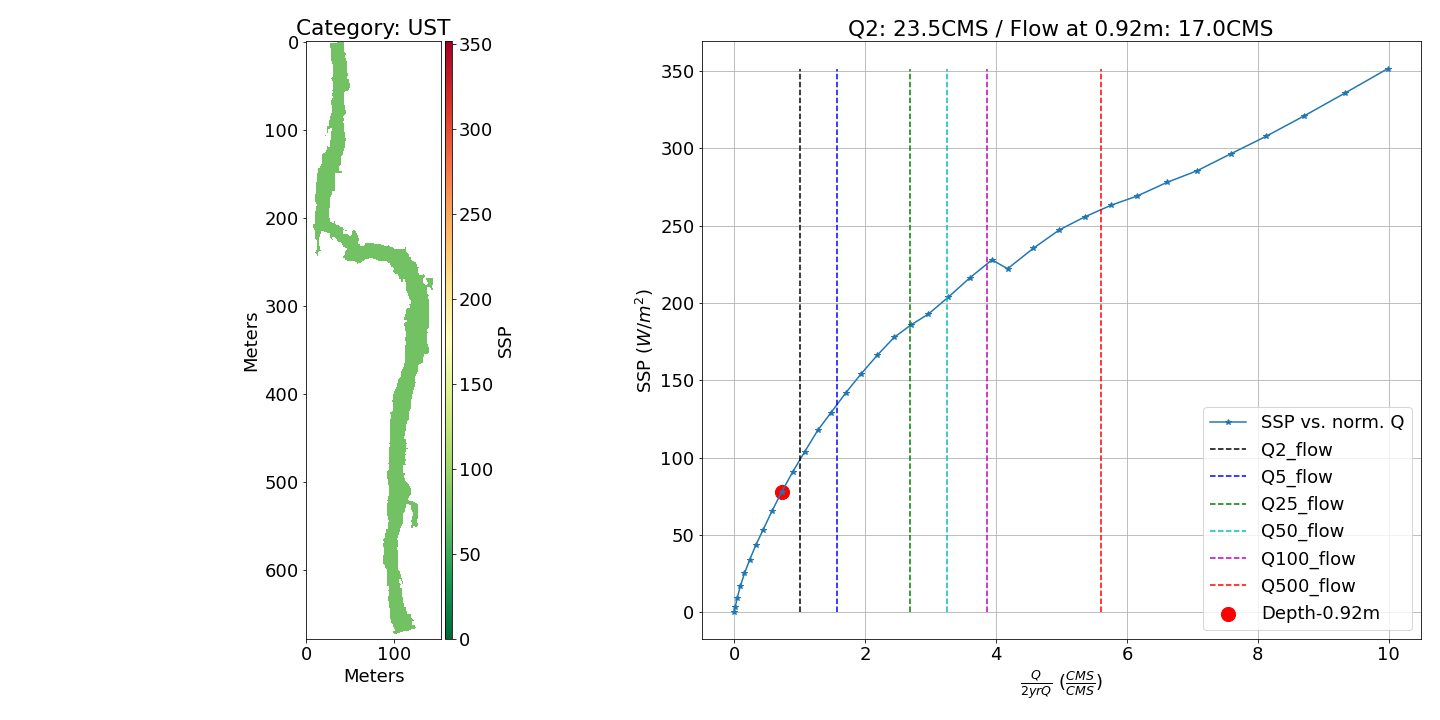 Category: UST
0
100
200
300
400
500
600
Meters
0 100
Meters
350
300
250
200
150
100
50
0
SSP
Q2: 23.5CMS / Flow at 0.92m: 17.0CMS
350
300
250
200
150
100
50
0
SSP (W/m²)
0 2 4 6 8 10
Q/2yrQ (CMS/CMS)
SSP vs. norm. Q
Q2_flow
Q5_flow
Q25_flow
Q50_flow
Q100_flow
Q500_flow
Depth-0.92m